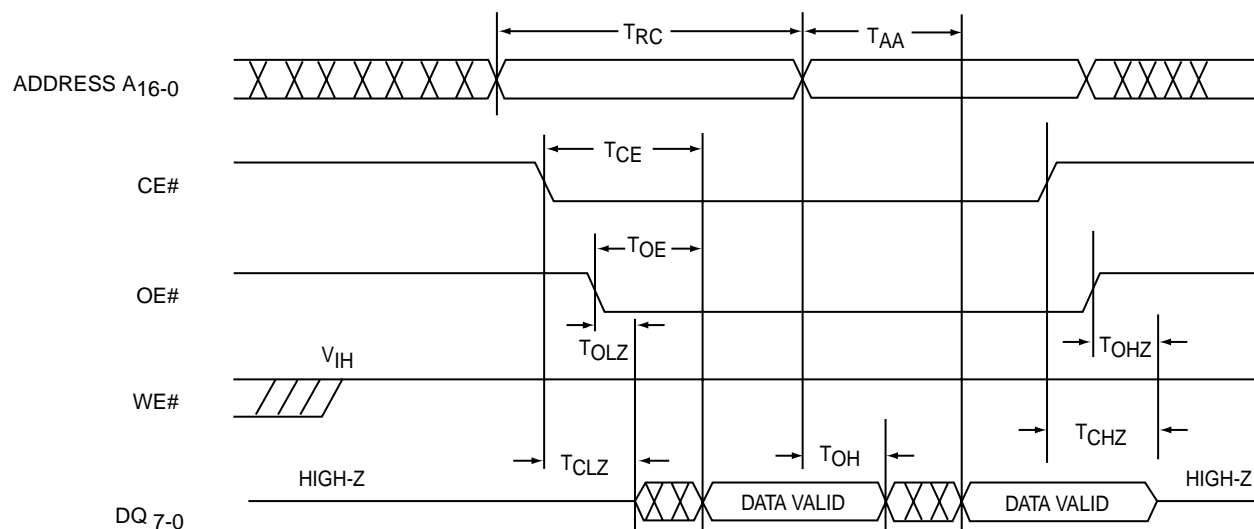 TRC TAA
ADDRESS A16-0
TCE
CE#
TOE
OE#
TOLZ TOHZ
VIH
WE#
TCLZ TOH TCHZ
HIGH-Z HIGH-Z
DQ 7-0 DATA VALID DATA VALID